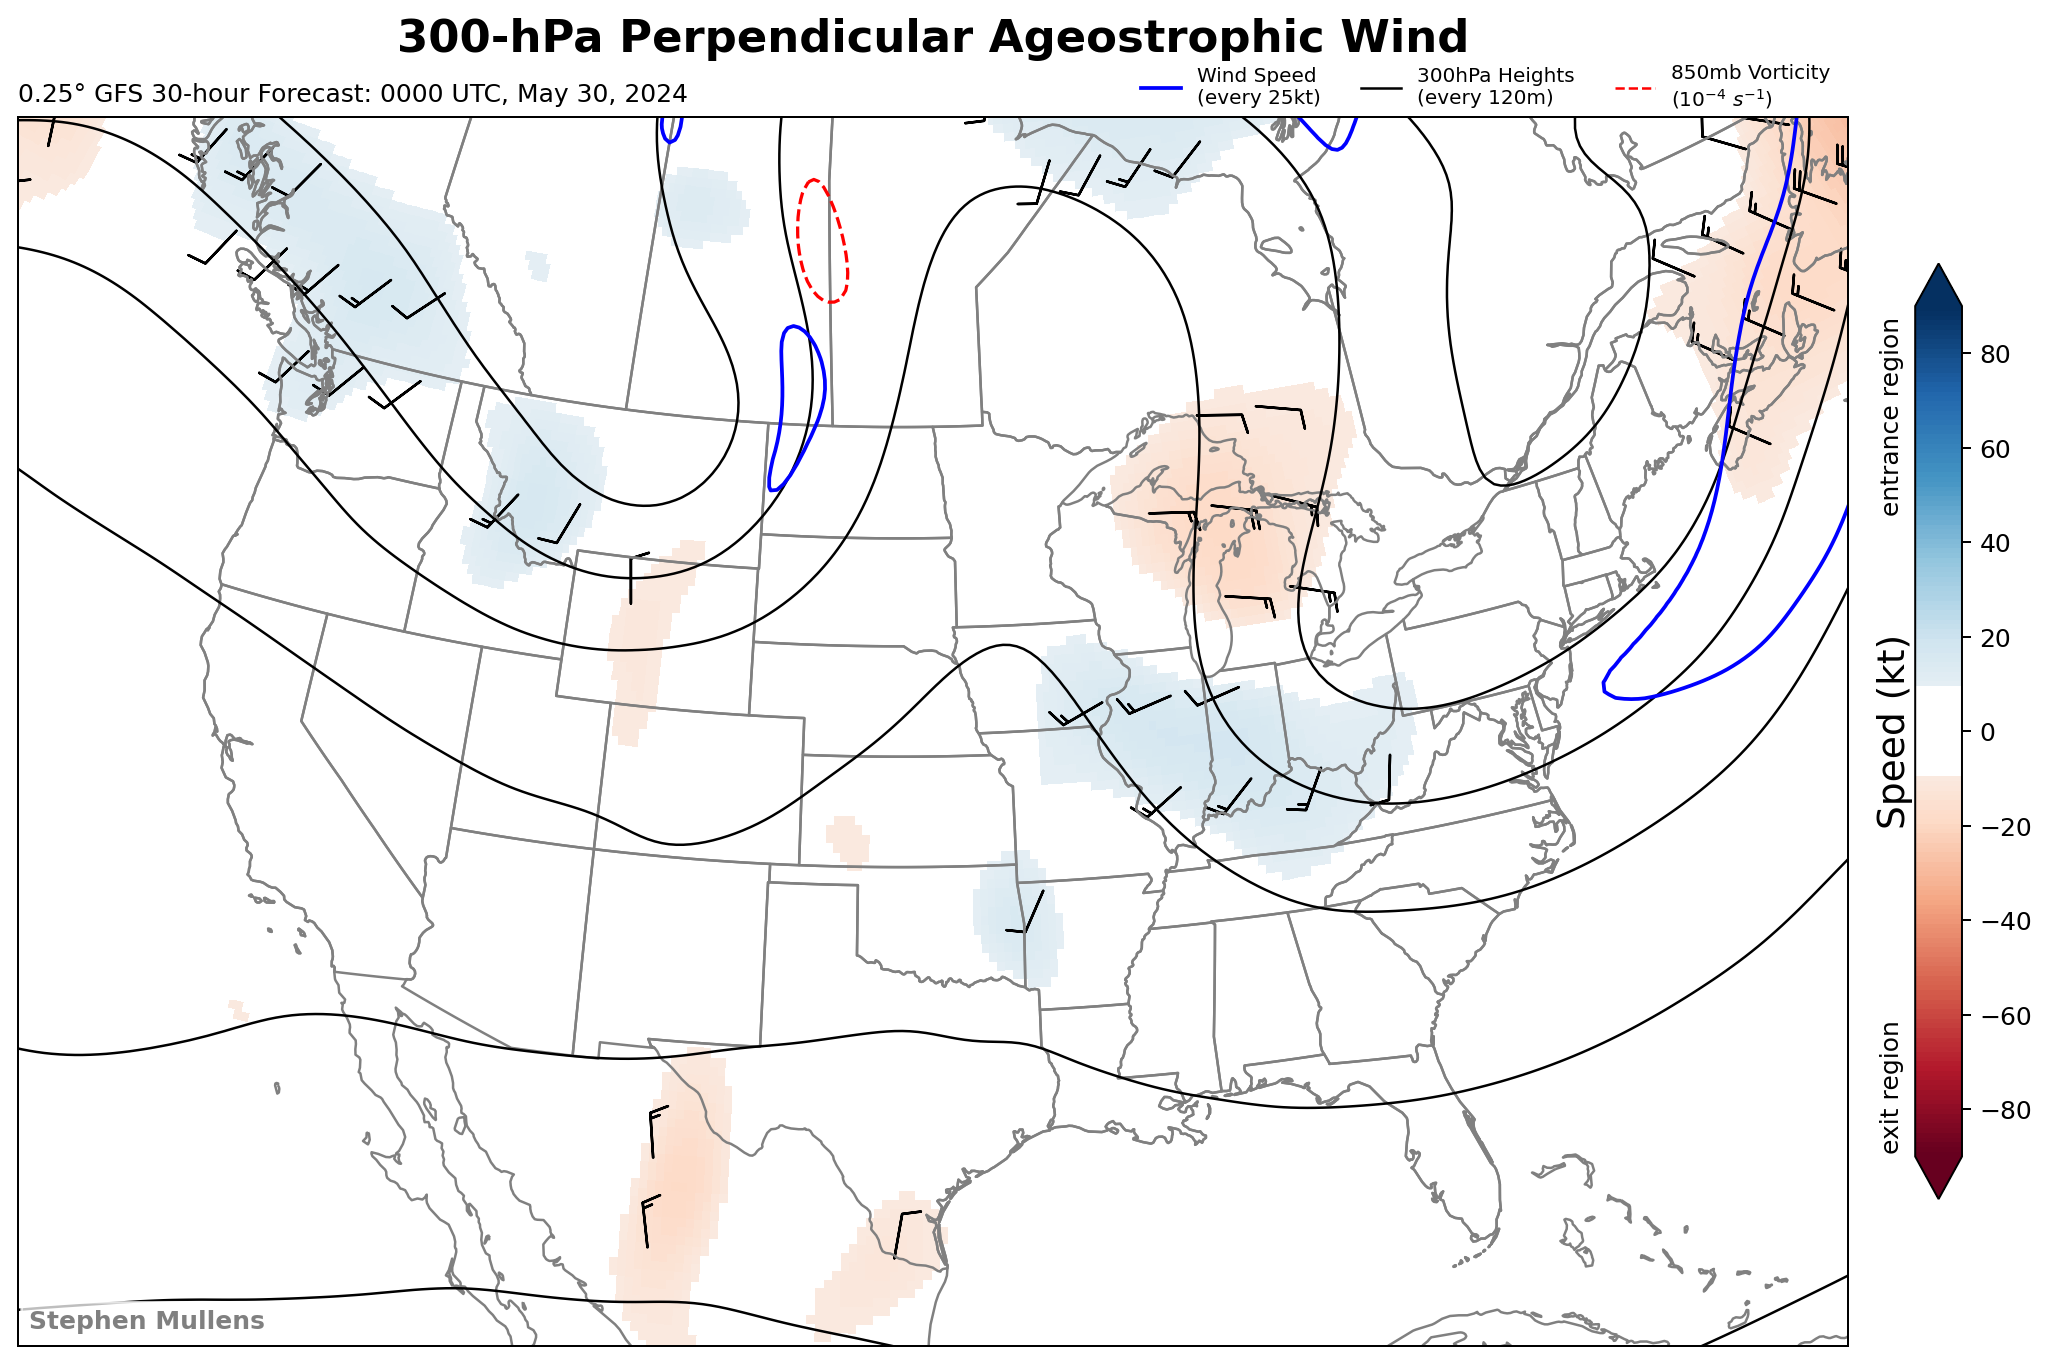 300-hPa Perpendicular Ageostrophic Wind
0.25° GFS 30-hour Forecast: 0000 UTC, May 30, 2024
Wind Speed
(every 25kt)
300hPa Heights
(every 120m)
850mb Vorticity
(10⁻⁴ s⁻¹)
entrance region
Speed (kt)
exit region
80
60
40
20
0
−20
−40
−60
−80
Stephen Mullens